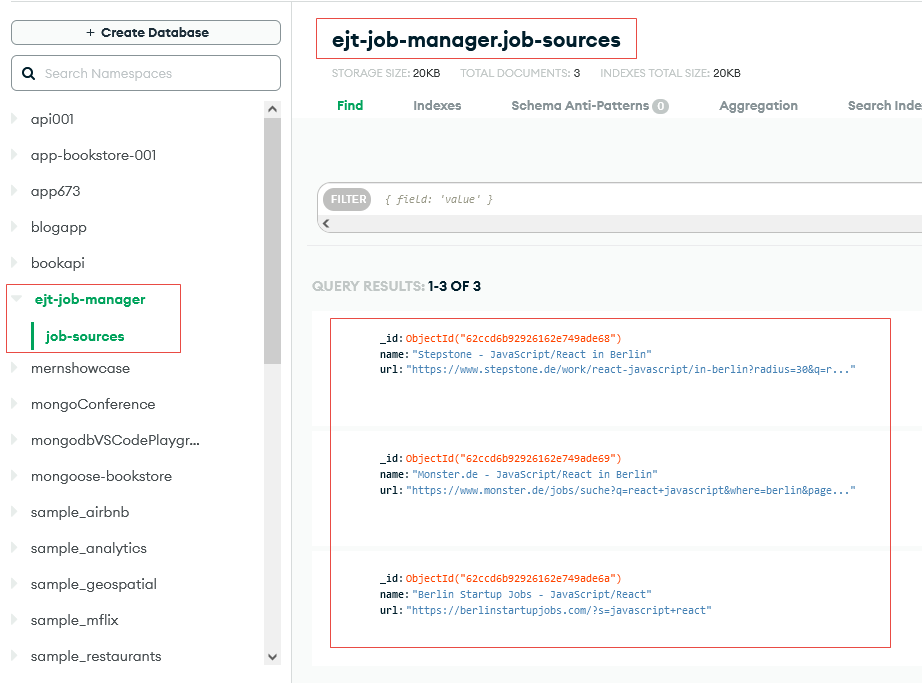 + Create Database
Search Namespaces
api001
app-bookstore-001
app673
blogapp
bookapi
ejt-job-manager
job-sources
mernshowcase
mongoConference
mongodbVSCodePlaygr...
mongoose-bookstore
sample_airbnb
sample_analytics
sample_geospatial
sample_mflix
sample_restaurants
ejt-job-manager.job-sources
STORAGE SIZE: 20KB TOTAL DOCUMENTS: 3 INDEXES TOTAL SIZE: 20KB
Find Indexes Schema Anti-Patterns 0 Aggregation Search Inde
FILTER { field: 'value' }
QUERY RESULTS: 1-3 OF 3
_id: ObjectId("62ccd6b92926162e749ade68")
name: "Stepstone - JavaScript/React in Berlin"
url: "https://www.stepstone.de/work/react-javascript/in-berlin?radius=30&q=r..."
_id: ObjectId("62ccd6b92926162e749ade69")
name: "Monster.de - JavaScript/React in Berlin"
url: "https://www.monster.de/jobs/suche?q=react+javascript&where=berlin&page..."
_id: ObjectId("62ccd6b92926162e749ade6a")
name: "Berlin Startup Jobs - JavaScript/React"
url: "https://berlinstartupjobs.com/?s=javascript+react"